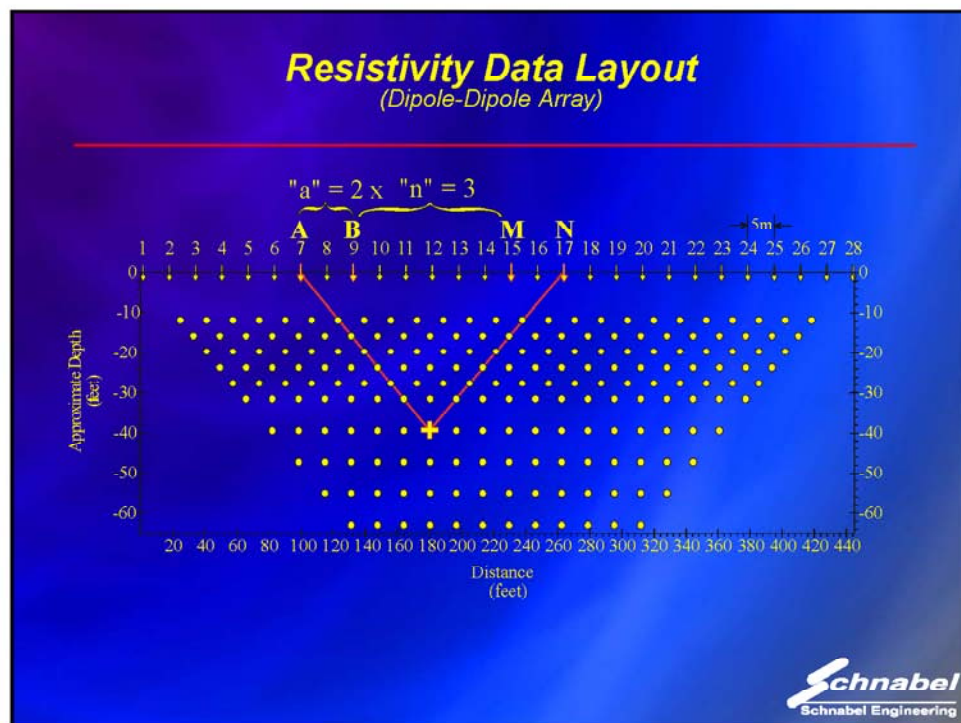 Resistivity Data Layout
(Dipole-Dipole Array)
"a" = 2 x "n" = 3
A B M N
5m
1 2 3 4 5 6 7 8 9 10 11 12 13 14 15 16 17 18 19 20 21 22 23 24 25 26 27 28
0 0
-10 -10
-20 -20
-30 -30
-40 -40
-50 -50
-60 -60
Approximate Depth
(feet)
20 40 60 80 100 120 140 160 180 200 220 240 260 280 300 320 340 360 380 400 420 440
Distance
(feet)
Schnabel
Schnabel Engineering